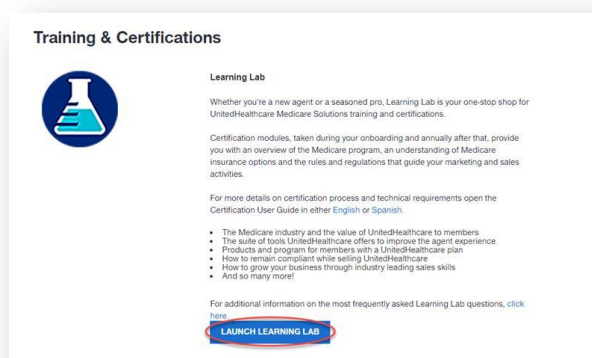 Training & Certifications
Learning Lab
Whether you're a new agent or a seasoned pro, Learning Lab is your one-stop shop for
UnitedHealthcare Medicare Solutions training and certifications.
Certification modules, taken during your onboarding and annually after that, provide
you with an overview of the Medicare program, an understanding of Medicare
insurance options and the rules and regulations that guide your marketing and sales
activities.
For more details on certification process and technical requirements open the
Certification User Guide in either English or Spanish.
• The Medicare industry and the value of UnitedHealthcare to members
• The suite of tools UnitedHealthcare offers to improve the agent experience
• Products and program for members with a UnitedHealthcare plan
• How to remain compliant while selling UnitedHealthcare
• How to grow your business through industry leading sales skills
• And so many more!
For additional information on the most frequently asked Learning Lab questions, click
here.
LAUNCH LEARNING LAB